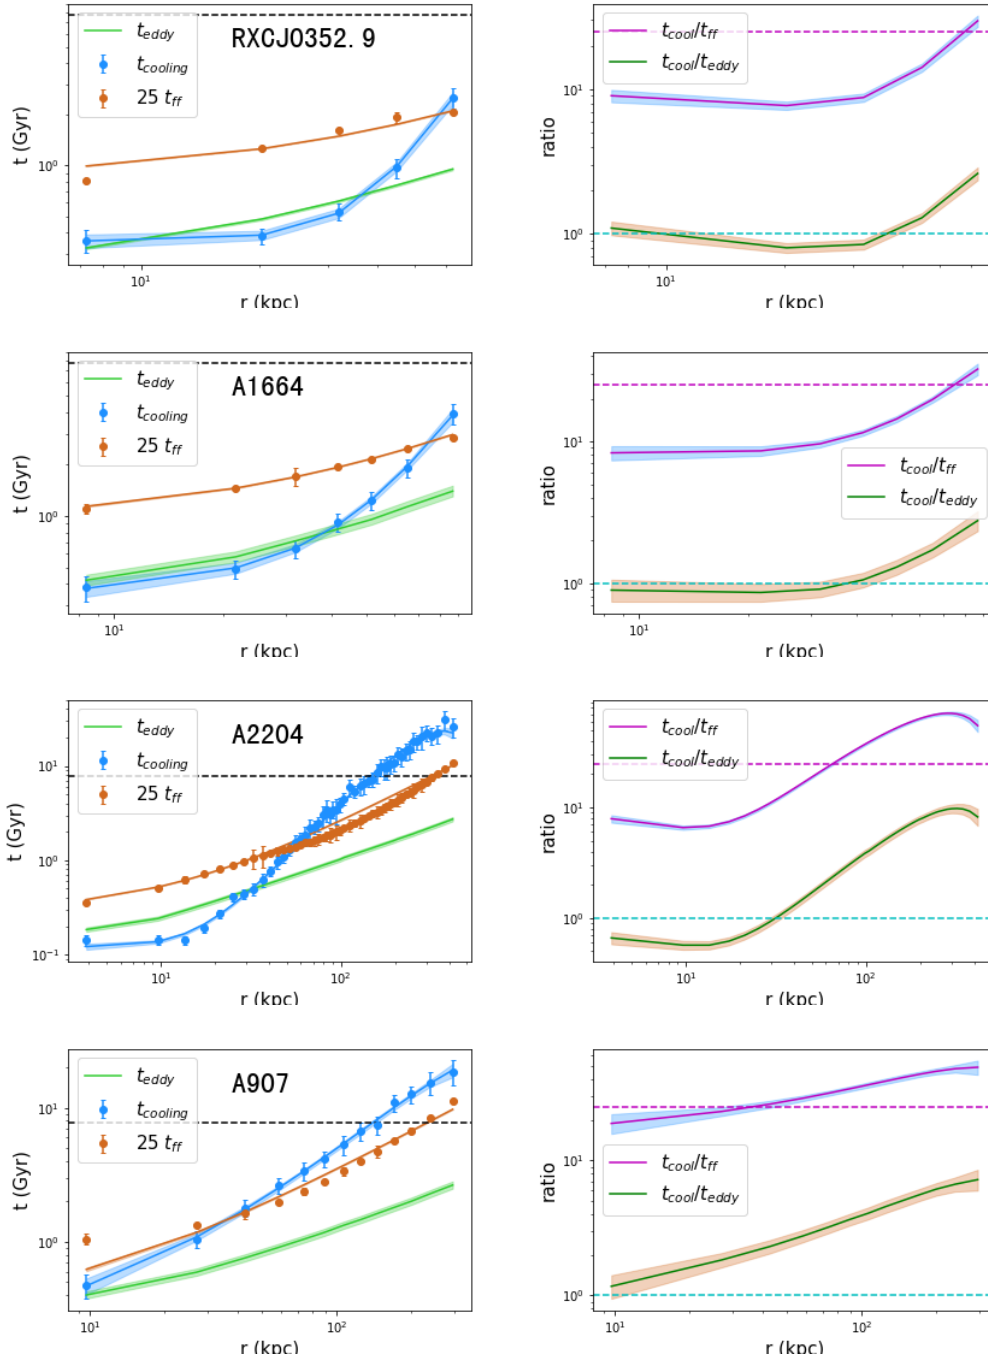 t_eddy
t_cooling
25 t_ff
RXCJ0352.9
t (Gyr)
10^0
10^1
r (kpc)
t_cool/t_ff
t_cool/t_eddy
ratio
10^1
10^0
10^1
r (kpc)
t_eddy
t_cooling
25 t_ff
A1664
t (Gyr)
10^0
10^1
r (kpc)
t_cool/t_ff
t_cool/t_eddy
ratio
10^1
10^0
10^1
r (kpc)
t_eddy
t_cooling
25 t_ff
A2204
t (Gyr)
10^1
10^0
10^-1
10^1
10^2
r (kpc)
t_cool/t_ff
t_cool/t_eddy
ratio
10^1
10^0
10^1
10^2
r (kpc)
t_eddy
t_cooling
25 t_ff
A907
t (Gyr)
10^1
10^0
10^1
10^2
r (kpc)
t_cool/t_ff
t_cool/t_eddy
ratio
10^1
10^0
10^1
10^2
r (kpc)